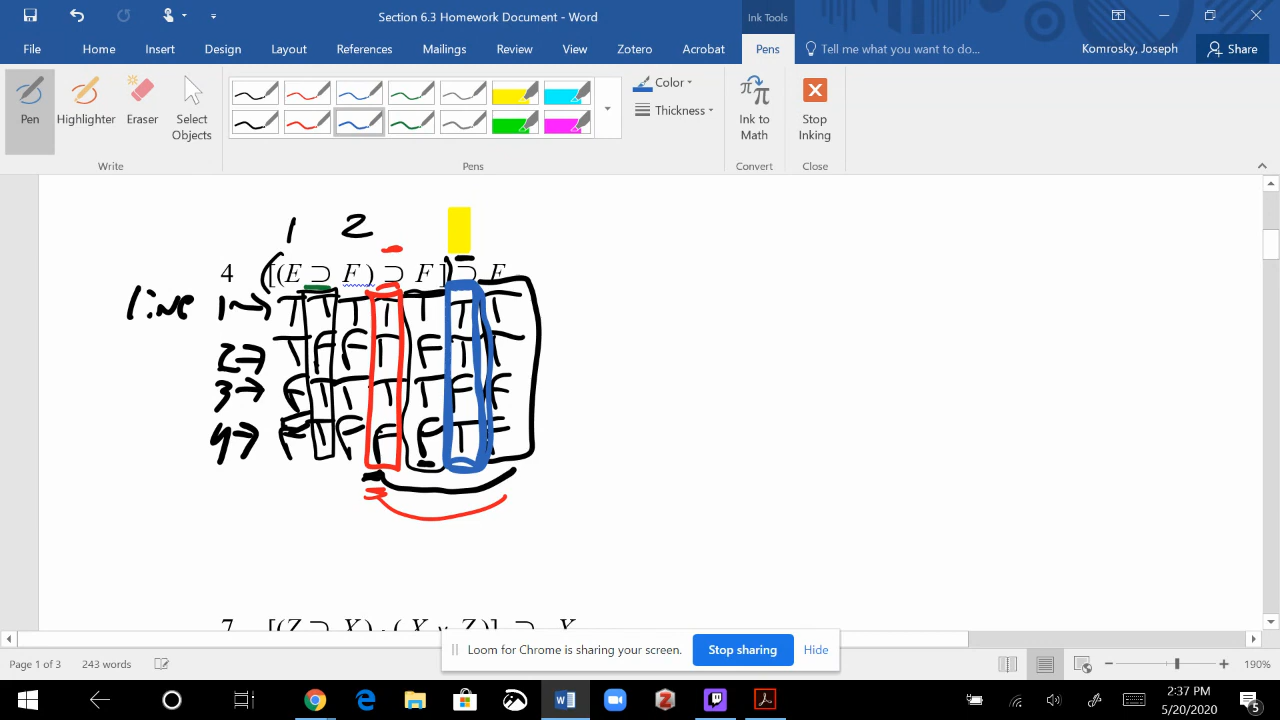 Section 6.3 Homework Document - Word
Ink Tools
File Home Insert Design Layout References Mailings Review View Zotero Acrobat Pens Tell me what you want to do... Komrosky, Joseph Share
Pen Highlighter Eraser Select Objects
Color
Thickness
Ink to Math
Stop Inking
Write Pens Convert Close
1 2
4 [(E ⊃ F) ⊃ F] ⊃ E
line 1→ T T T T T T T
2→ T F F T F T T
3→ F T T T T F F
4→ F T F F F T F
7 [(Z ⊃ X) · (X v Z)] ⊃ X
Loom for Chrome is sharing your screen. Stop sharing Hide
Page 1 of 3 243 words 190%
2:37 PM
5/20/2020
5